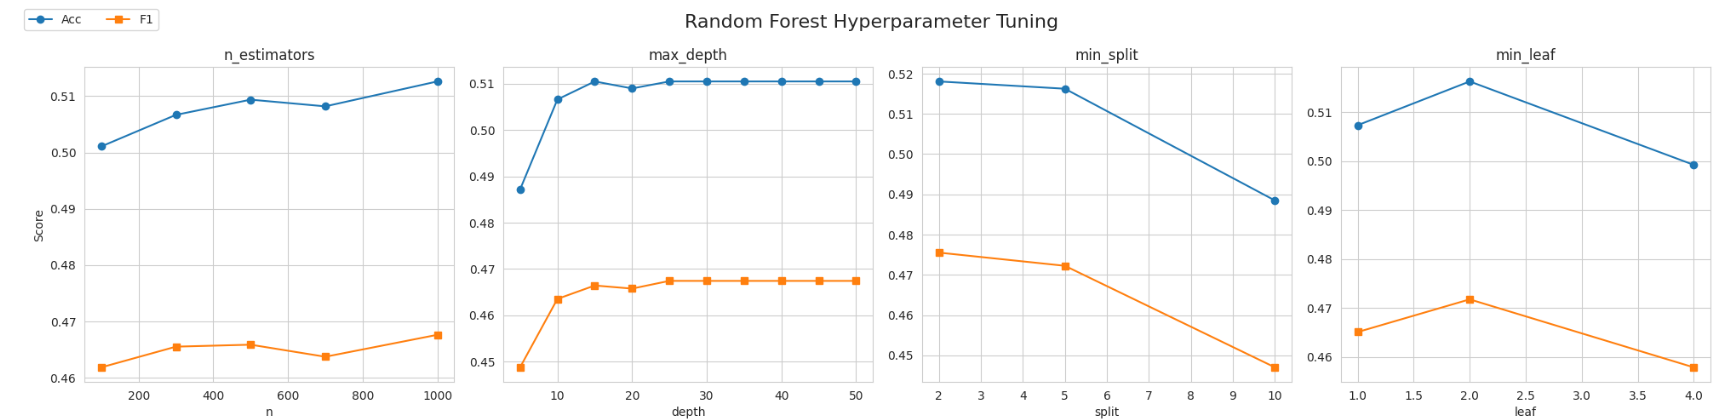 Acc F1
Random Forest Hyperparameter Tuning
n_estimators
Score
0.51
0.50
0.49
0.48
0.47
0.46
200 400 600 800 1000
n
max_depth
0.51
0.50
0.49
0.48
0.47
0.46
0.45
10 20 30 40 50
depth
min_split
0.52
0.51
0.50
0.49
0.48
0.47
0.46
0.45
2 3 4 5 6 7 8 9 10
split
min_leaf
0.51
0.50
0.49
0.48
0.47
0.46
1.0 1.5 2.0 2.5 3.0 3.5 4.0
leaf